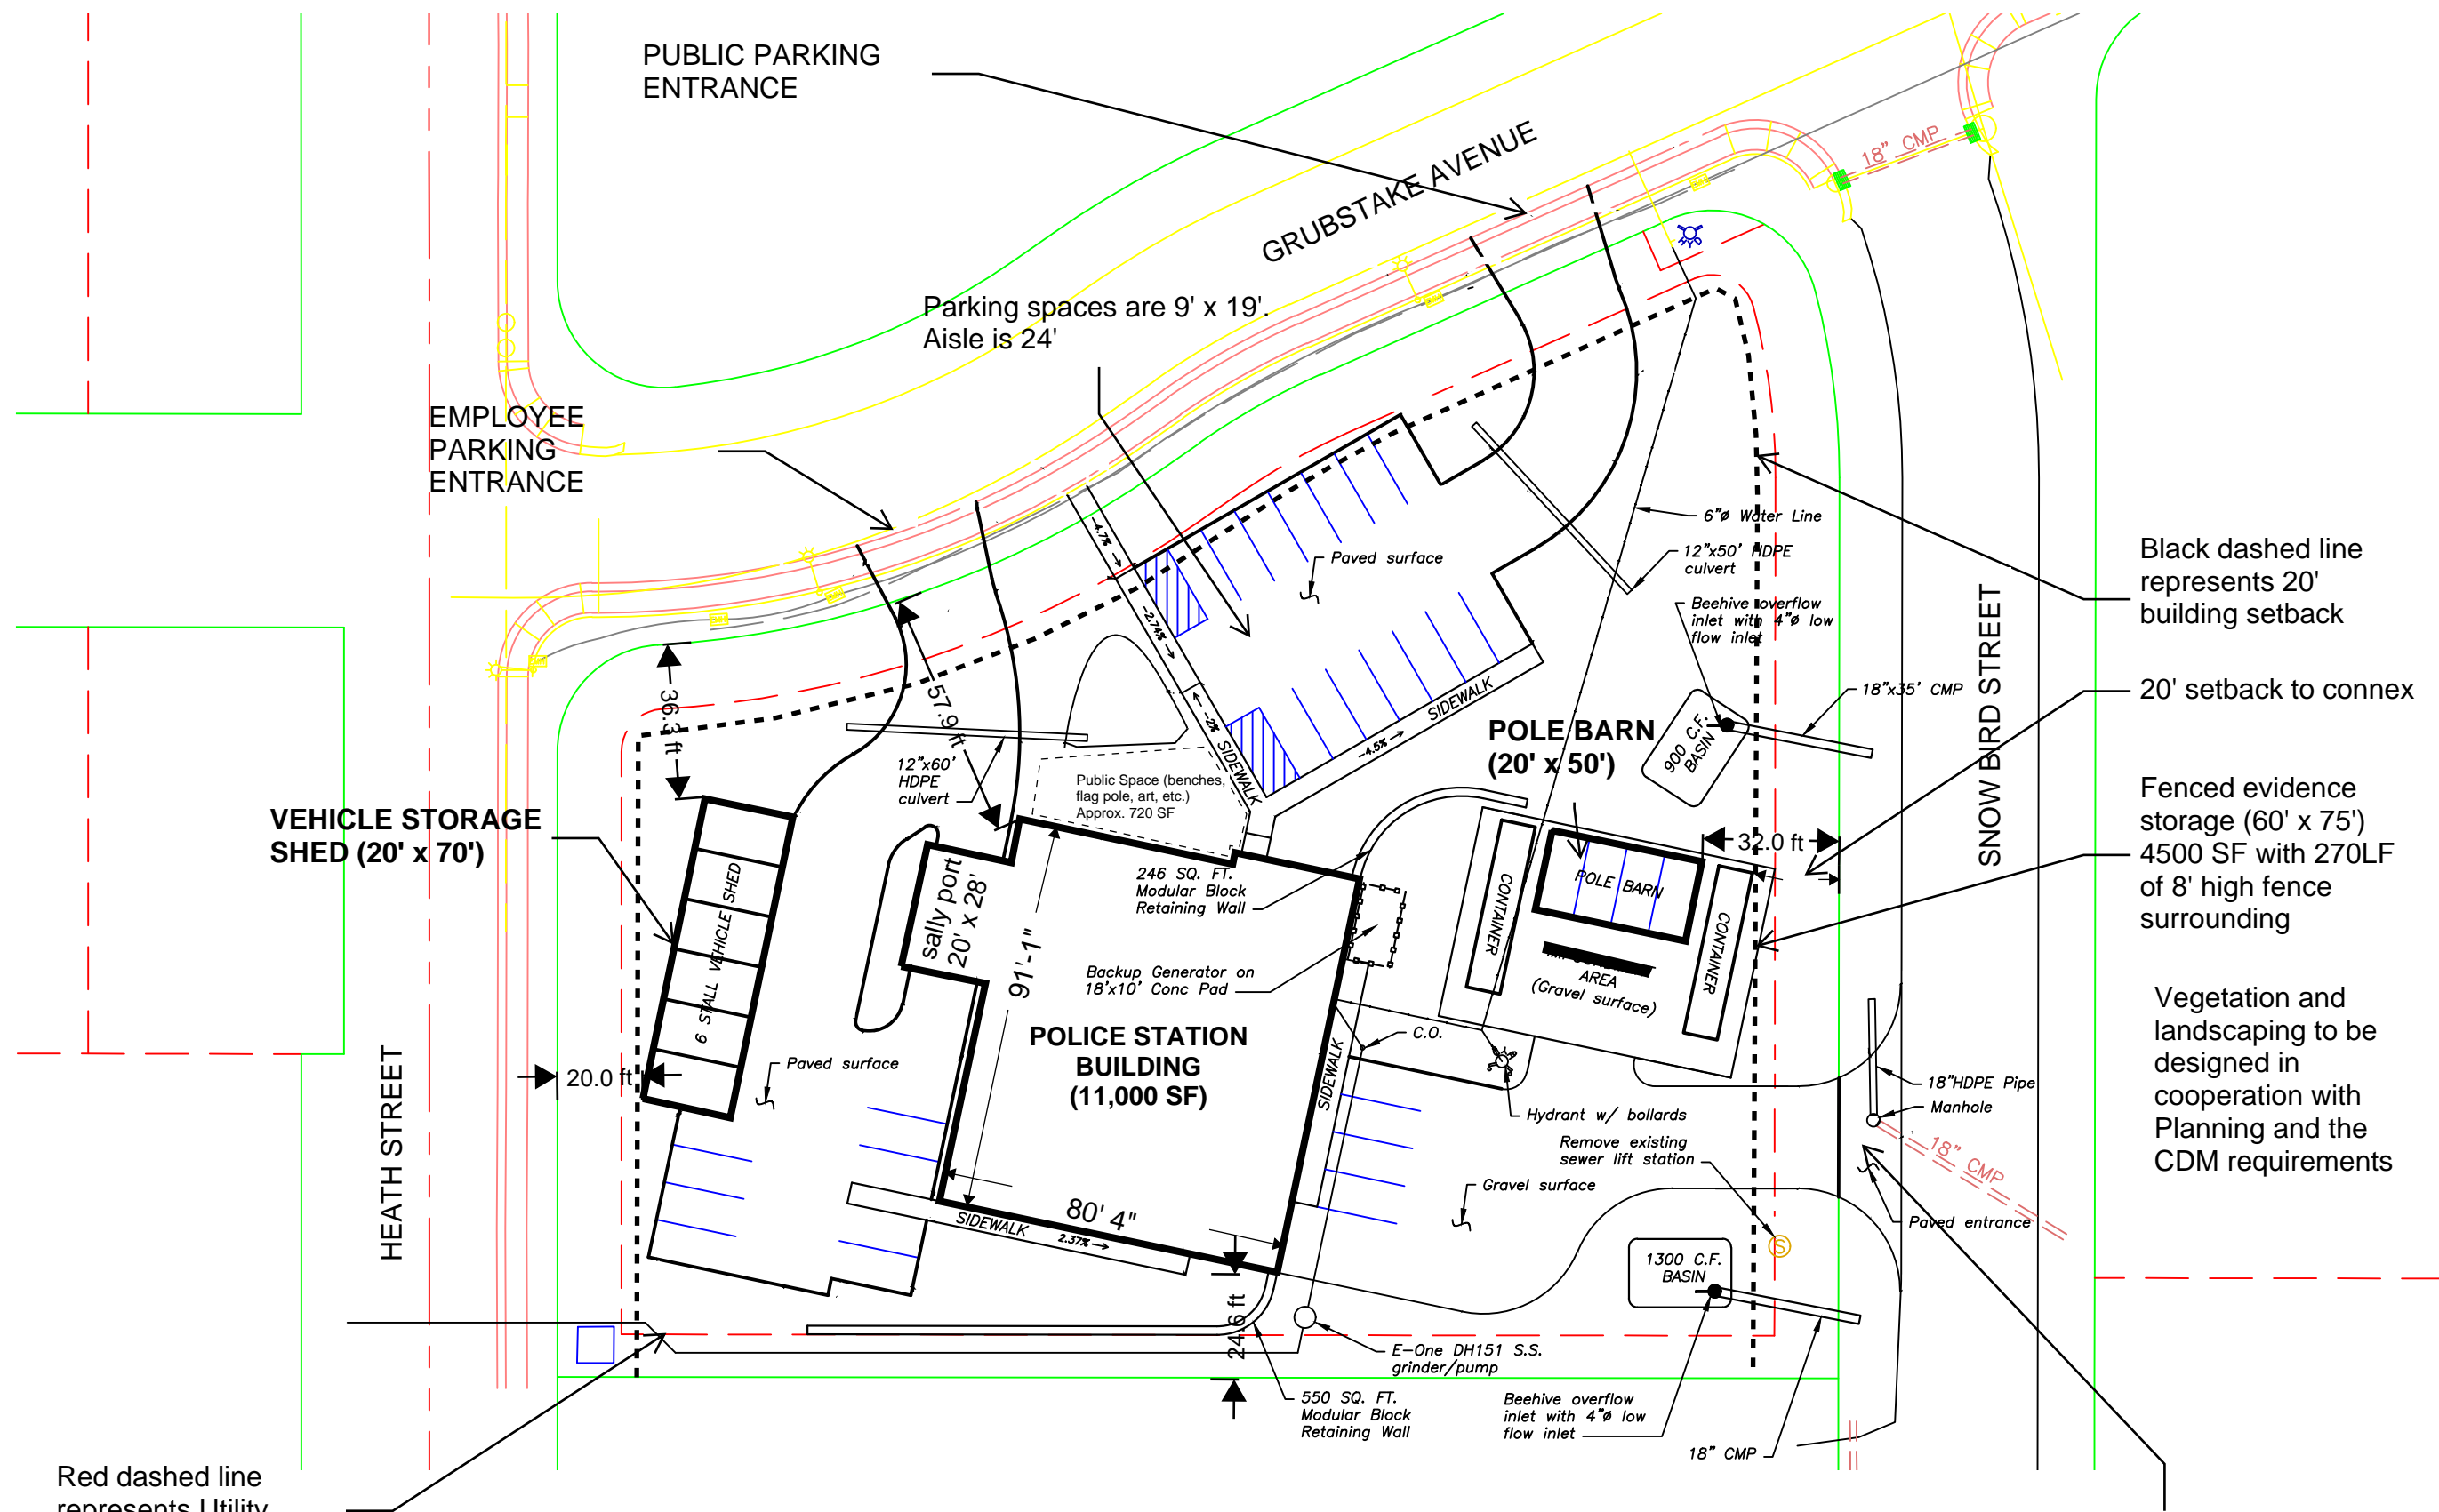 PUBLIC PARKING
ENTRANCE
GRUBSTAKE AVENUE
18" CMP
Parking spaces are 9' x 19'.
Aisle is 24'
EMPLOYEE
PARKING
ENTRANCE
-4.7%
-2.74%
-2%
SIDEWALK
Paved surface
6"ø Water Line
12"x50' HDPE
culvert
Beehive overflow
inlet with 4"ø low
flow inlet
Black dashed line
represents 20'
building setback
SNOW BIRD STREET
20' setback to connex
18"x35' CMP
900 C.F.
BASIN
SIDEWALK
-4.5%
POLE BARN
(20' x 50')
36.3 ft
57.9 ft
12"x60'
HDPE
culvert
Public Space (benches,
flag pole, art, etc.)
Approx. 720 SF
VEHICLE STORAGE
SHED (20' x 70')
Fenced evidence
storage (60' x 75')
4500 SF with 270LF
of 8' high fence
surrounding
32.0 ft
246 SQ. FT.
Modular Block
Retaining Wall
CONTAINER
POLE BARN
CONTAINER
AREA
(Gravel surface)
sally port
20' x 28'
91'-1"
6 STALL VEHICLE SHED
Backup Generator on
18'x10' Conc Pad
POLICE STATION
BUILDING
(11,000 SF)
C.O.
SIDEWALK
Vegetation and
landscaping to be
designed in
cooperation with
Planning and the
CDM requirements
20.0 ft
Paved surface
HEATH STREET
Hydrant w/ bollards
Remove existing
sewer lift station
Gravel surface
18"HDPE Pipe
Manhole
18" CMP
Paved entrance
80' 4"
SIDEWALK
2.37%
S
1300 C.F.
BASIN
24.6 ft
E-One DH151 S.S.
grinder/pump
550 SQ. FT.
Modular Block
Retaining Wall
Beehive overflow
inlet with 4"ø low
flow inlet
18" CMP
Red dashed line
represents Utility